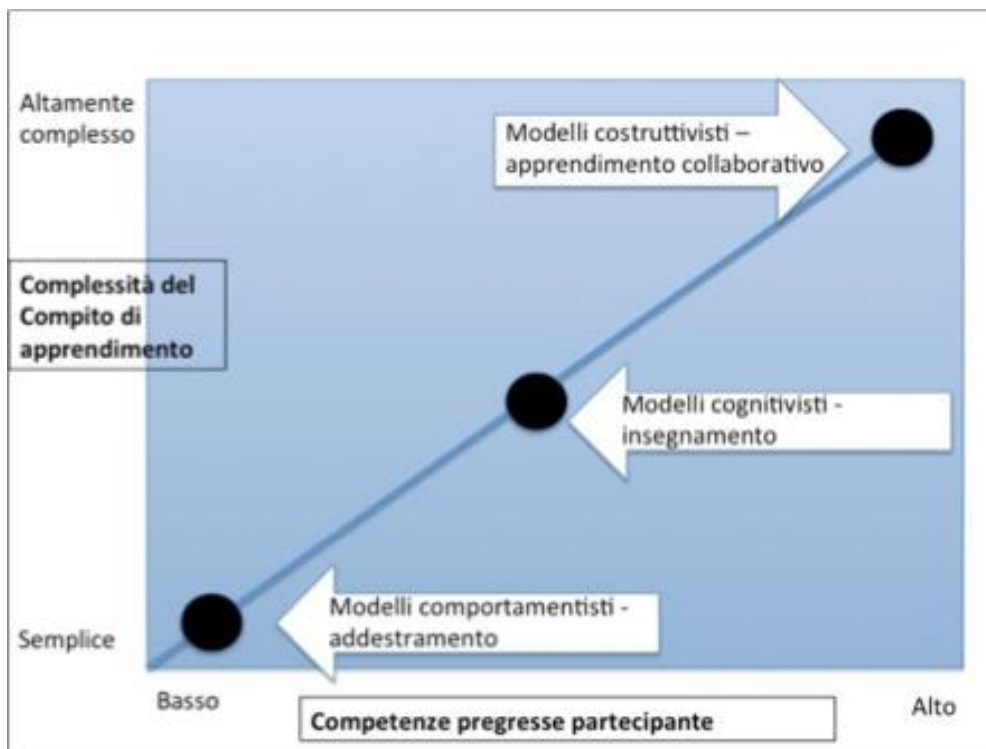 Altamente
complesso
Modelli costruttivisti –
apprendimento collaborativo
Complessità del
Compito di
apprendimento
Modelli cognitivisti -
insegnamento
Modelli comportamentisti -
addestramento
Semplice
Basso
Alto
Competenze pregresse partecipante